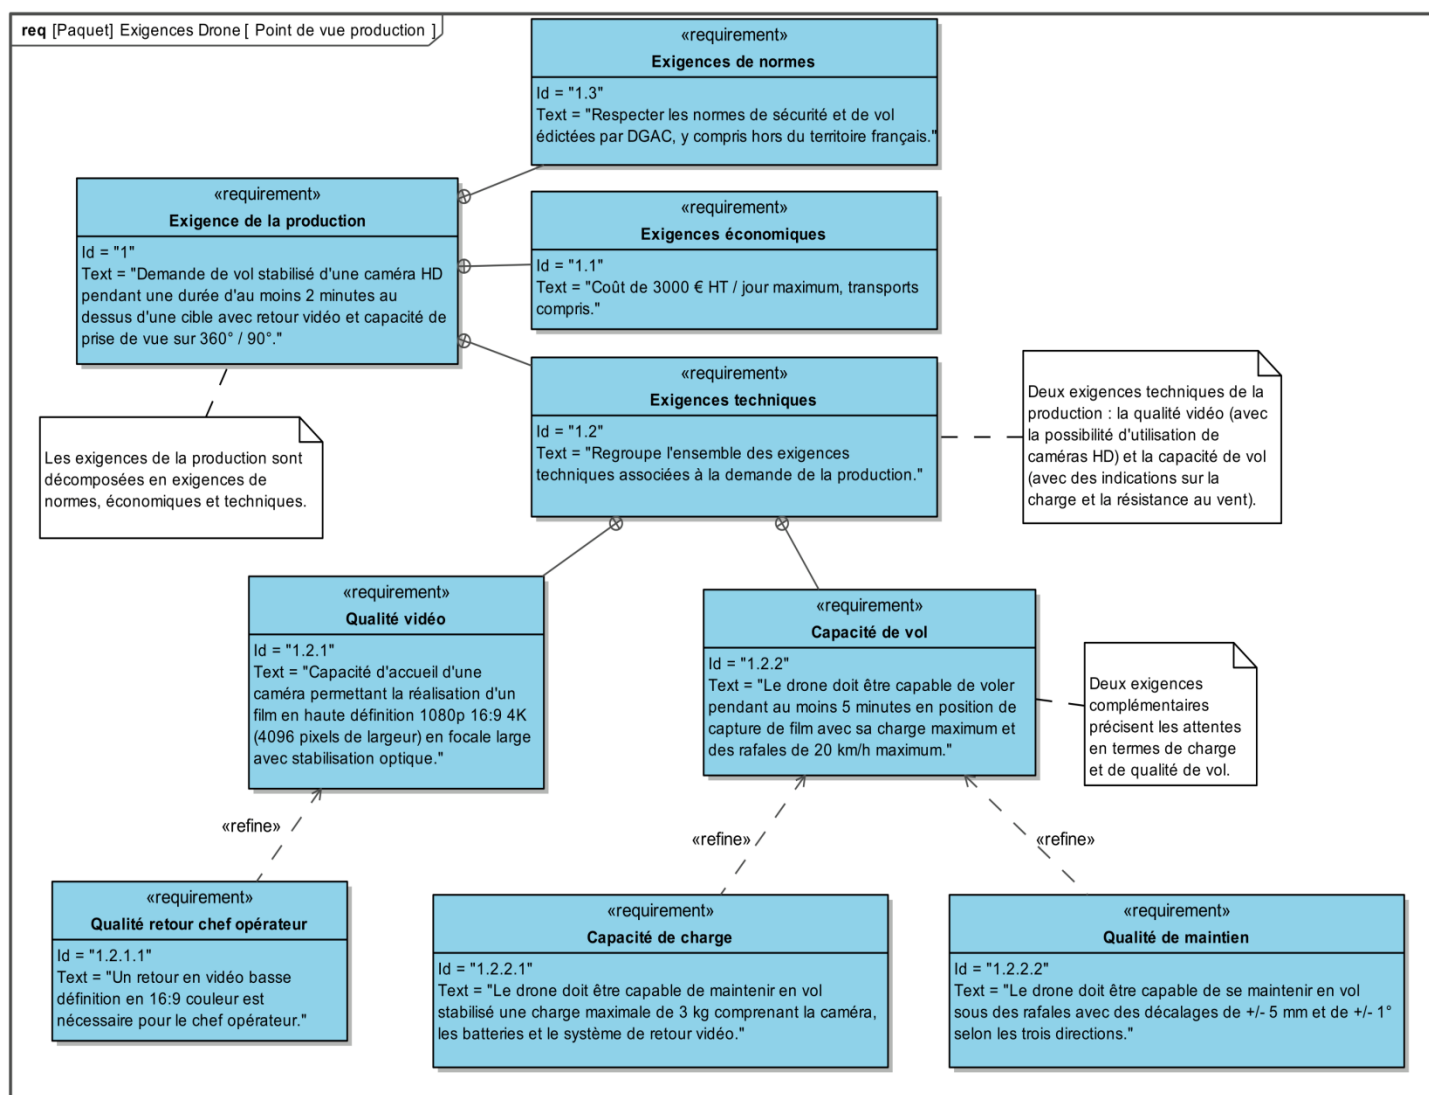 req [Paquet] Exigences Drone [ Point de vue production ]
«requirement»
Exigences de normes
Id = "1.3"
Text = "Respecter les normes de sécurité et de vol
édictées par DGAC, y compris hors du territoire français."
«requirement»
Exigence de la production
Id = "1"
Text = "Demande de vol stabilisé d'une caméra HD
pendant une durée d'au moins 2 minutes au
dessus d'une cible avec retour vidéo et capacité de
prise de vue sur 360° / 90°."
«requirement»
Exigences économiques
Id = "1.1"
Text = "Coût de 3000 € HT / jour maximum, transports
compris."
«requirement»
Exigences techniques
Id = "1.2"
Text = "Regroupe l'ensemble des exigences
techniques associées à la demande de la production."
Deux exigences techniques de la
production : la qualité vidéo (avec
la possibilité d'utilisation de
caméras HD) et la capacité de vol
(avec des indications sur la
charge et la résistance au vent).
Les exigences de la production sont
décomposées en exigences de
normes, économiques et techniques.
«requirement»
Qualité vidéo
Id = "1.2.1"
Text = "Capacité d'accueil d'une
caméra permettant la réalisation d'un
film en haute définition 1080p 16:9 4K
(4096 pixels de largeur) en focale large
avec stabilisation optique."
«requirement»
Capacité de vol
Id = "1.2.2"
Text = "Le drone doit être capable de voler
pendant au moins 5 minutes en position de
capture de film avec sa charge maximum et
des rafales de 20 km/h maximum."
Deux exigences
complémentaires
précisent les attentes
en termes de charge
et de qualité de vol.
«refine»
«refine»
«refine»
«requirement»
Qualité retour chef opérateur
Id = "1.2.1.1"
Text = "Un retour en vidéo basse
définition en 16:9 couleur est
nécessaire pour le chef opérateur."
«requirement»
Capacité de charge
Id = "1.2.2.1"
Text = "Le drone doit être capable de maintenir en vol
stabilisé une charge maximale de 3 kg comprenant la caméra,
les batteries et le système de retour vidéo."
«requirement»
Qualité de maintien
Id = "1.2.2.2"
Text = "Le drone doit être capable de se maintenir en vol
sous des rafales avec des décalages de +/- 5 mm et de +/- 1°
selon les trois directions."